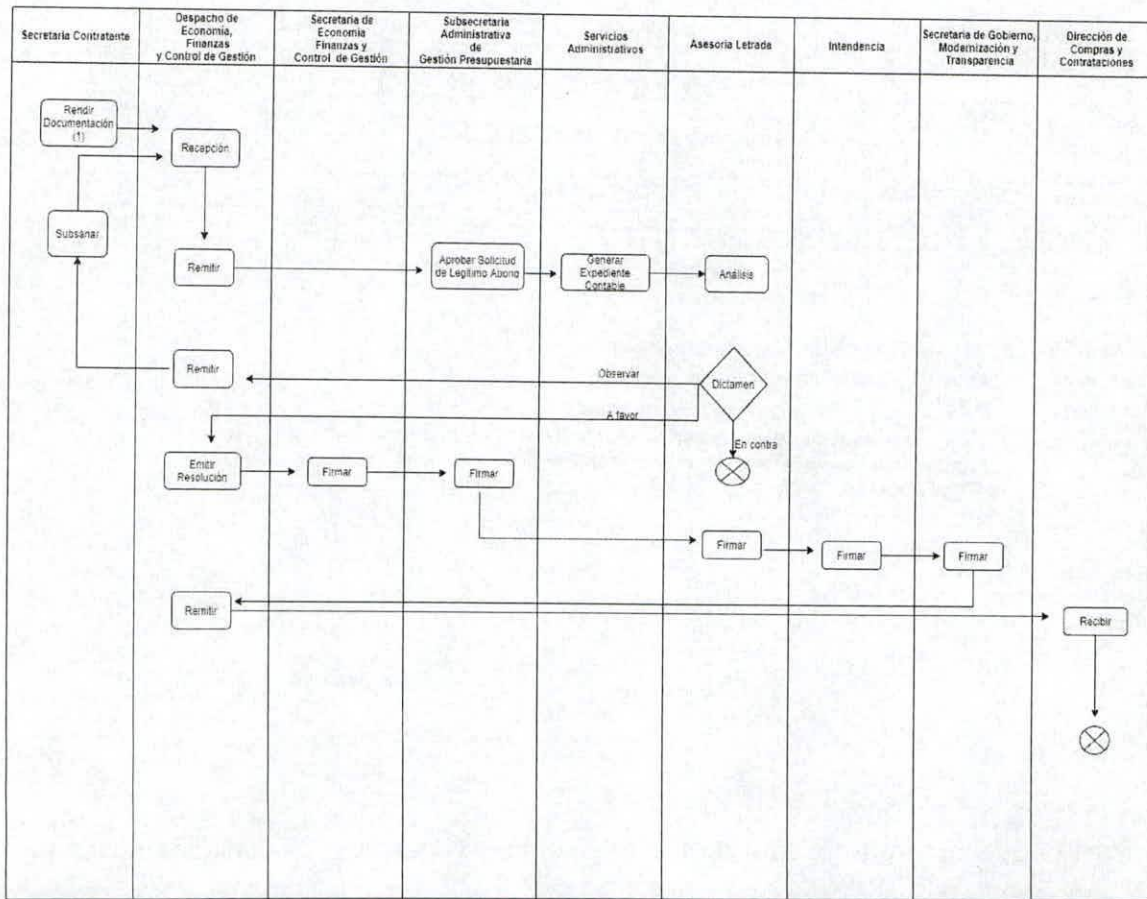 Secretaria Contratante
Despacho de
Economía,
Finanzas
y Control de Gestión
Secretaria de
Economia
Finanzas y
Control de Gestión
Subsecretaria
Administrativa
de
Gestión Presupuestaria
Servicios
Administrativos
Asesoria Letrada
Intendencia
Secretaria de Gobierno,
Modernización y
Transparencia
Dirección de
Compras y
Contrataciones
Rendir
Documentación
(1)
Recepción
Subsanar
Remitir
Aprobar Solicitud
de Legítimo Abono
Generar
Expediente
Contable
Análisis
Remitir
Observar
Dictamen
A favor
En contra
Emitir
Resolución
Firmar
Firmar
Firmar
Firmar
Firmar
Remitir
Recibir